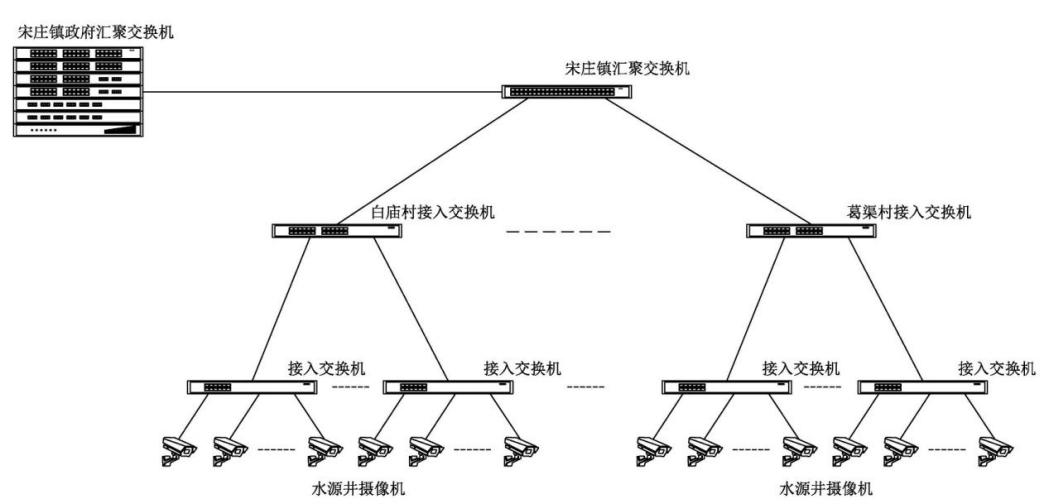 宋庄镇政府汇聚交换机
宋庄镇汇聚交换机
白庙村接入交换机
葛渠村接入交换机
接入交换机
接入交换机
接入交换机
接入交换机
水源井摄像机
水源井摄像机